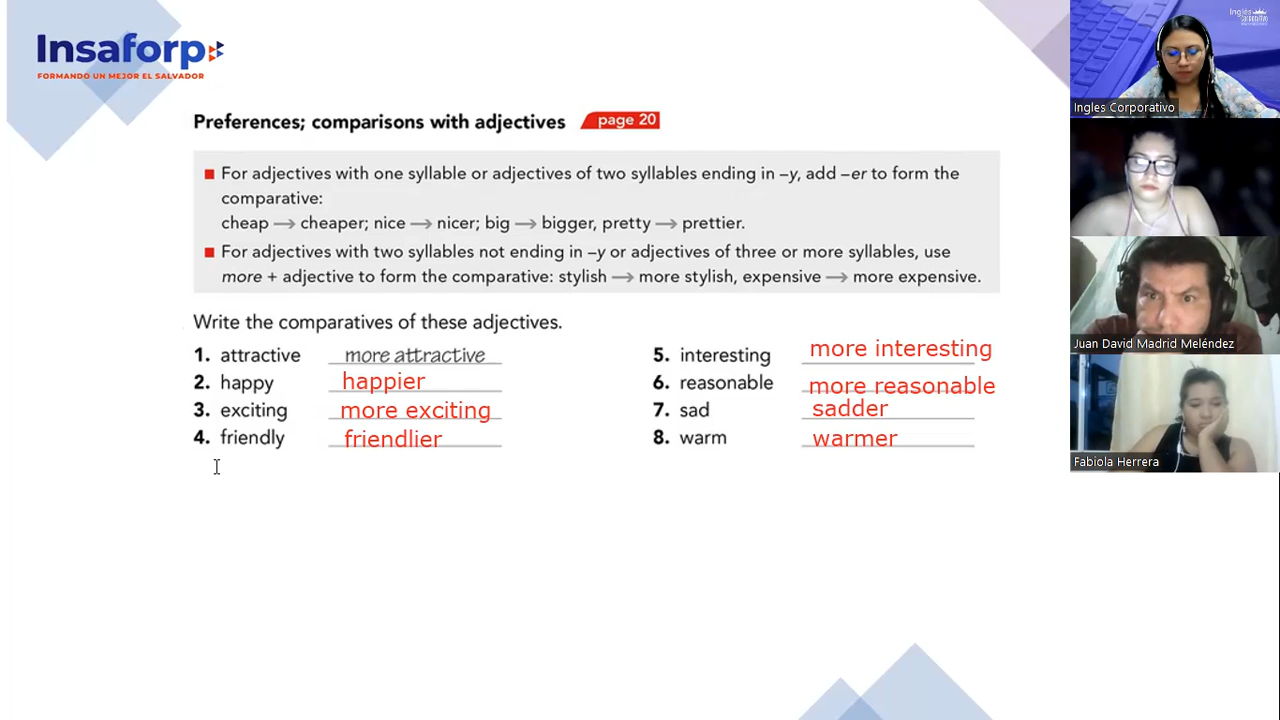 Insaforp
FORMANDO UN MEJOR EL SALVADOR
Preferences; comparisons with adjectives page 20
For adjectives with one syllable or adjectives of two syllables ending in –y, add –er to form the
comparative:
cheap → cheaper; nice → nicer; big → bigger, pretty → prettier.
For adjectives with two syllables not ending in –y or adjectives of three or more syllables, use
more + adjective to form the comparative: stylish → more stylish, expensive → more expensive.
Write the comparatives of these adjectives.
1. attractive more attractive
2. happy happier
3. exciting more exciting
4. friendly friendlier
5. interesting more interesting
6. reasonable more reasonable
7. sad sadder
8. warm warmer
Ingles Corporativo
Juan David Madrid Meléndez
Fabiola Herrera